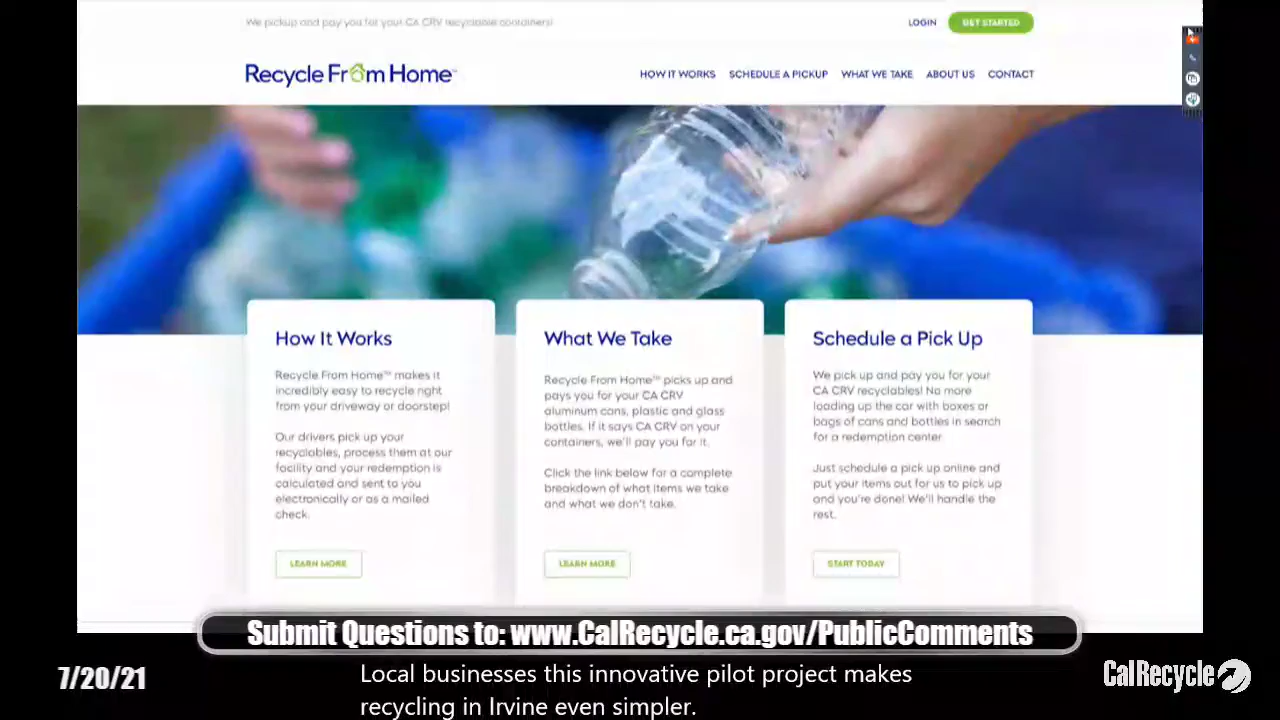 We pickup and pay you for your CA CRV recyclable containers!
LOGIN
GET STARTED
Recycle From Home™
HOW IT WORKS
SCHEDULE A PICKUP
WHAT WE TAKE
ABOUT US
CONTACT
How It Works
Recycle From Home™ makes it
incredibly easy to recycle right
from your driveway or doorstep!
Our drivers pick up your
recyclables, process them at our
facility and your redemption is
calculated and sent to you
electronically or as a mailed
check.
LEARN MORE
What We Take
Recycle From Home™ picks up and
pays you for your CA CRV
aluminum cans, plastic and glass
bottles. If it says CA CRV on your
containers, we'll pay you for it.
Click the link below for a complete
breakdown of what items we take
and what we don't take.
LEARN MORE
Schedule a Pick Up
We pick up and pay you for your
CA CRV recyclables! No more
loading up the car with boxes or
bags of cans and bottles in search
for a redemption center
Just schedule a pick up online and
put your items out for us to pick up
and you're done! We'll handle the
rest.
START TODAY
Submit Questions to: www.CalRecycle.ca.gov/PublicComments
7/20/21
Local businesses this innovative pilot project makes
recycling in Irvine even simpler.
CalRecycle